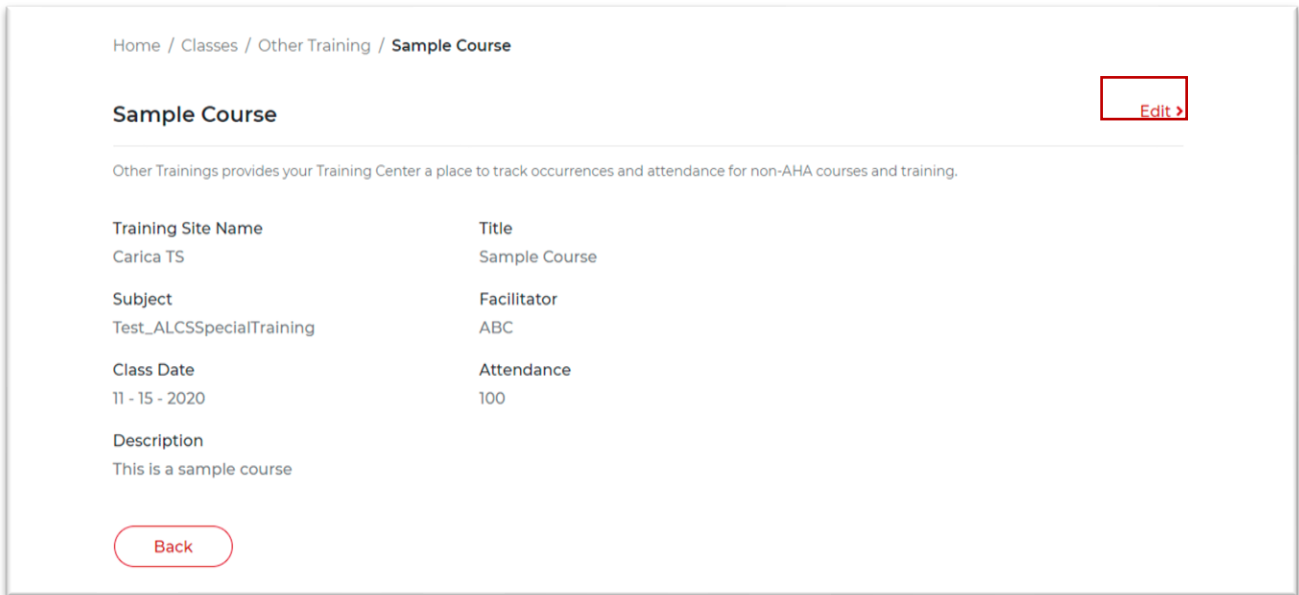 Home / Classes / Other Training / Sample Course
Sample Course
Edit >
Other Trainings provides your Training Center a place to track occurrences and attendance for non-AHA courses and training.
Training Site Name
Carica TS
Title
Sample Course
Subject
Test_ALCSSpecialTraining
Facilitator
ABC
Class Date
11 - 15 - 2020
Attendance
100
Description
This is a sample course
Back